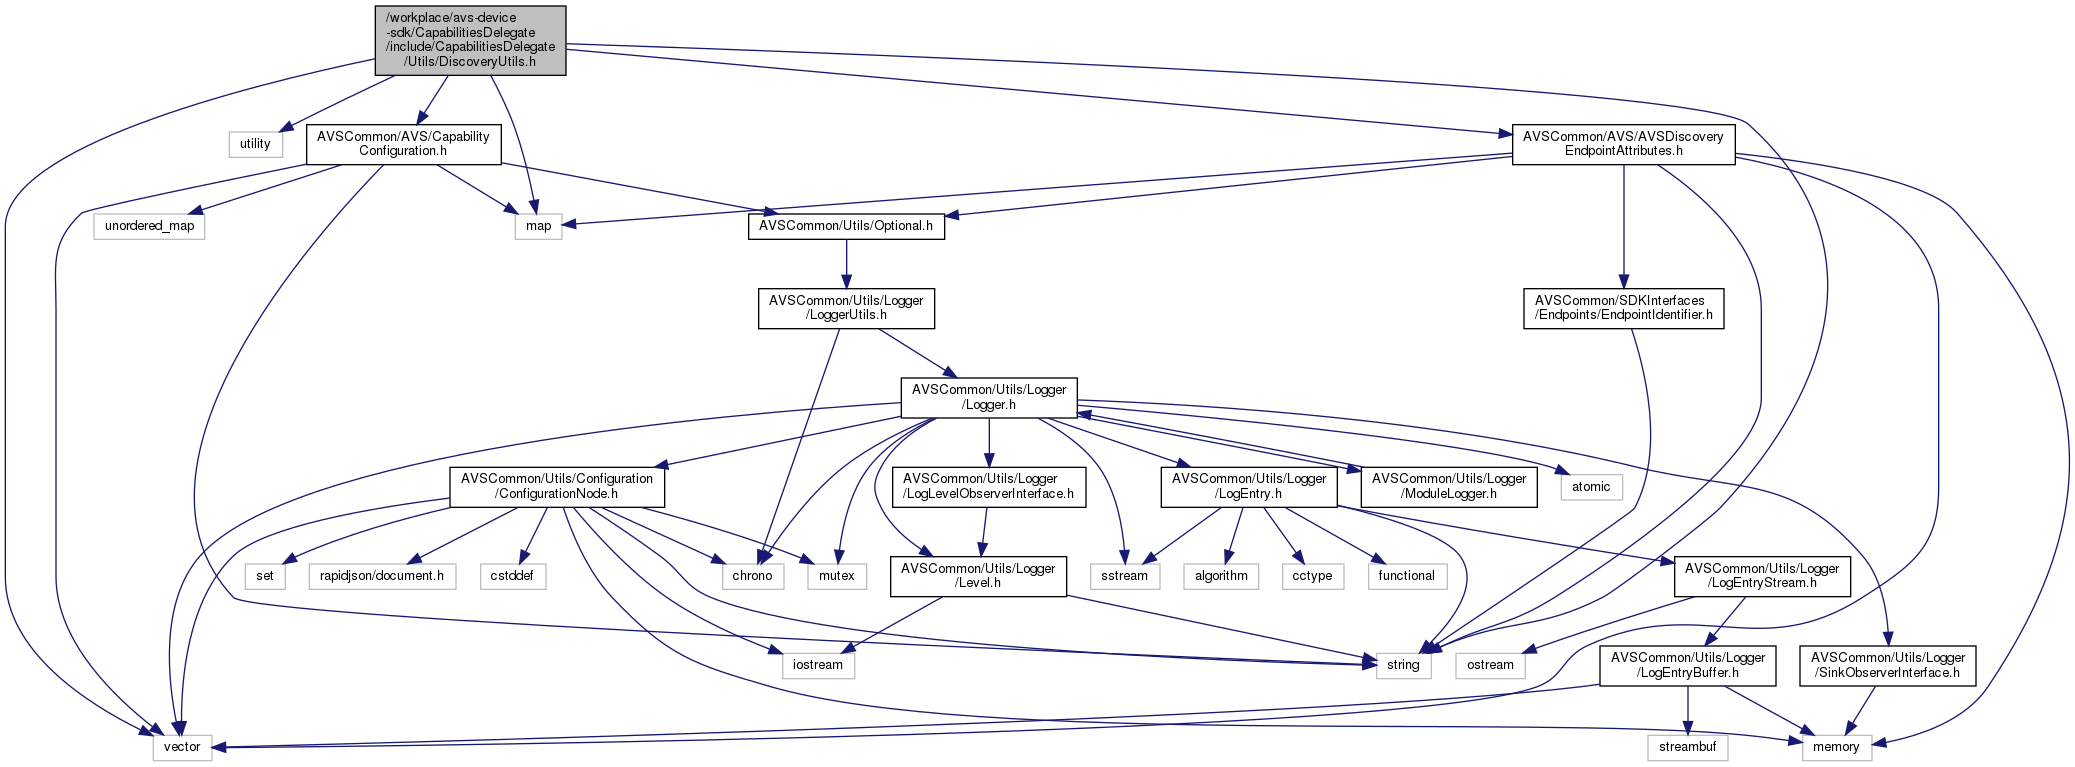 /workplace/avs-device
-sdk/CapabilitiesDelegate
/include/CapabilitiesDelegate
/Utils/DiscoveryUtils.h
utility
AVSCommon/AVS/Capability
Configuration.h
AVSCommon/AVS/AVSDiscovery
EndpointAttributes.h
unordered_map
map
AVSCommon/Utils/Optional.h
AVSCommon/Utils/Logger
/LoggerUtils.h
AVSCommon/SDKInterfaces
/Endpoints/EndpointIdentifier.h
AVSCommon/Utils/Logger
/Logger.h
AVSCommon/Utils/Configuration
/ConfigurationNode.h
AVSCommon/Utils/Logger
/LogLevelObserverInterface.h
AVSCommon/Utils/Logger
/LogEntry.h
AVSCommon/Utils/Logger
/ModuleLogger.h
atomic
set
rapidjson/document.h
cstddef
chrono
mutex
AVSCommon/Utils/Logger
/Level.h
sstream
algorithm
cctype
functional
AVSCommon/Utils/Logger
/LogEntryStream.h
iostream
string
ostream
AVSCommon/Utils/Logger
/LogEntryBuffer.h
AVSCommon/Utils/Logger
/SinkObserverInterface.h
vector
streambuf
memory